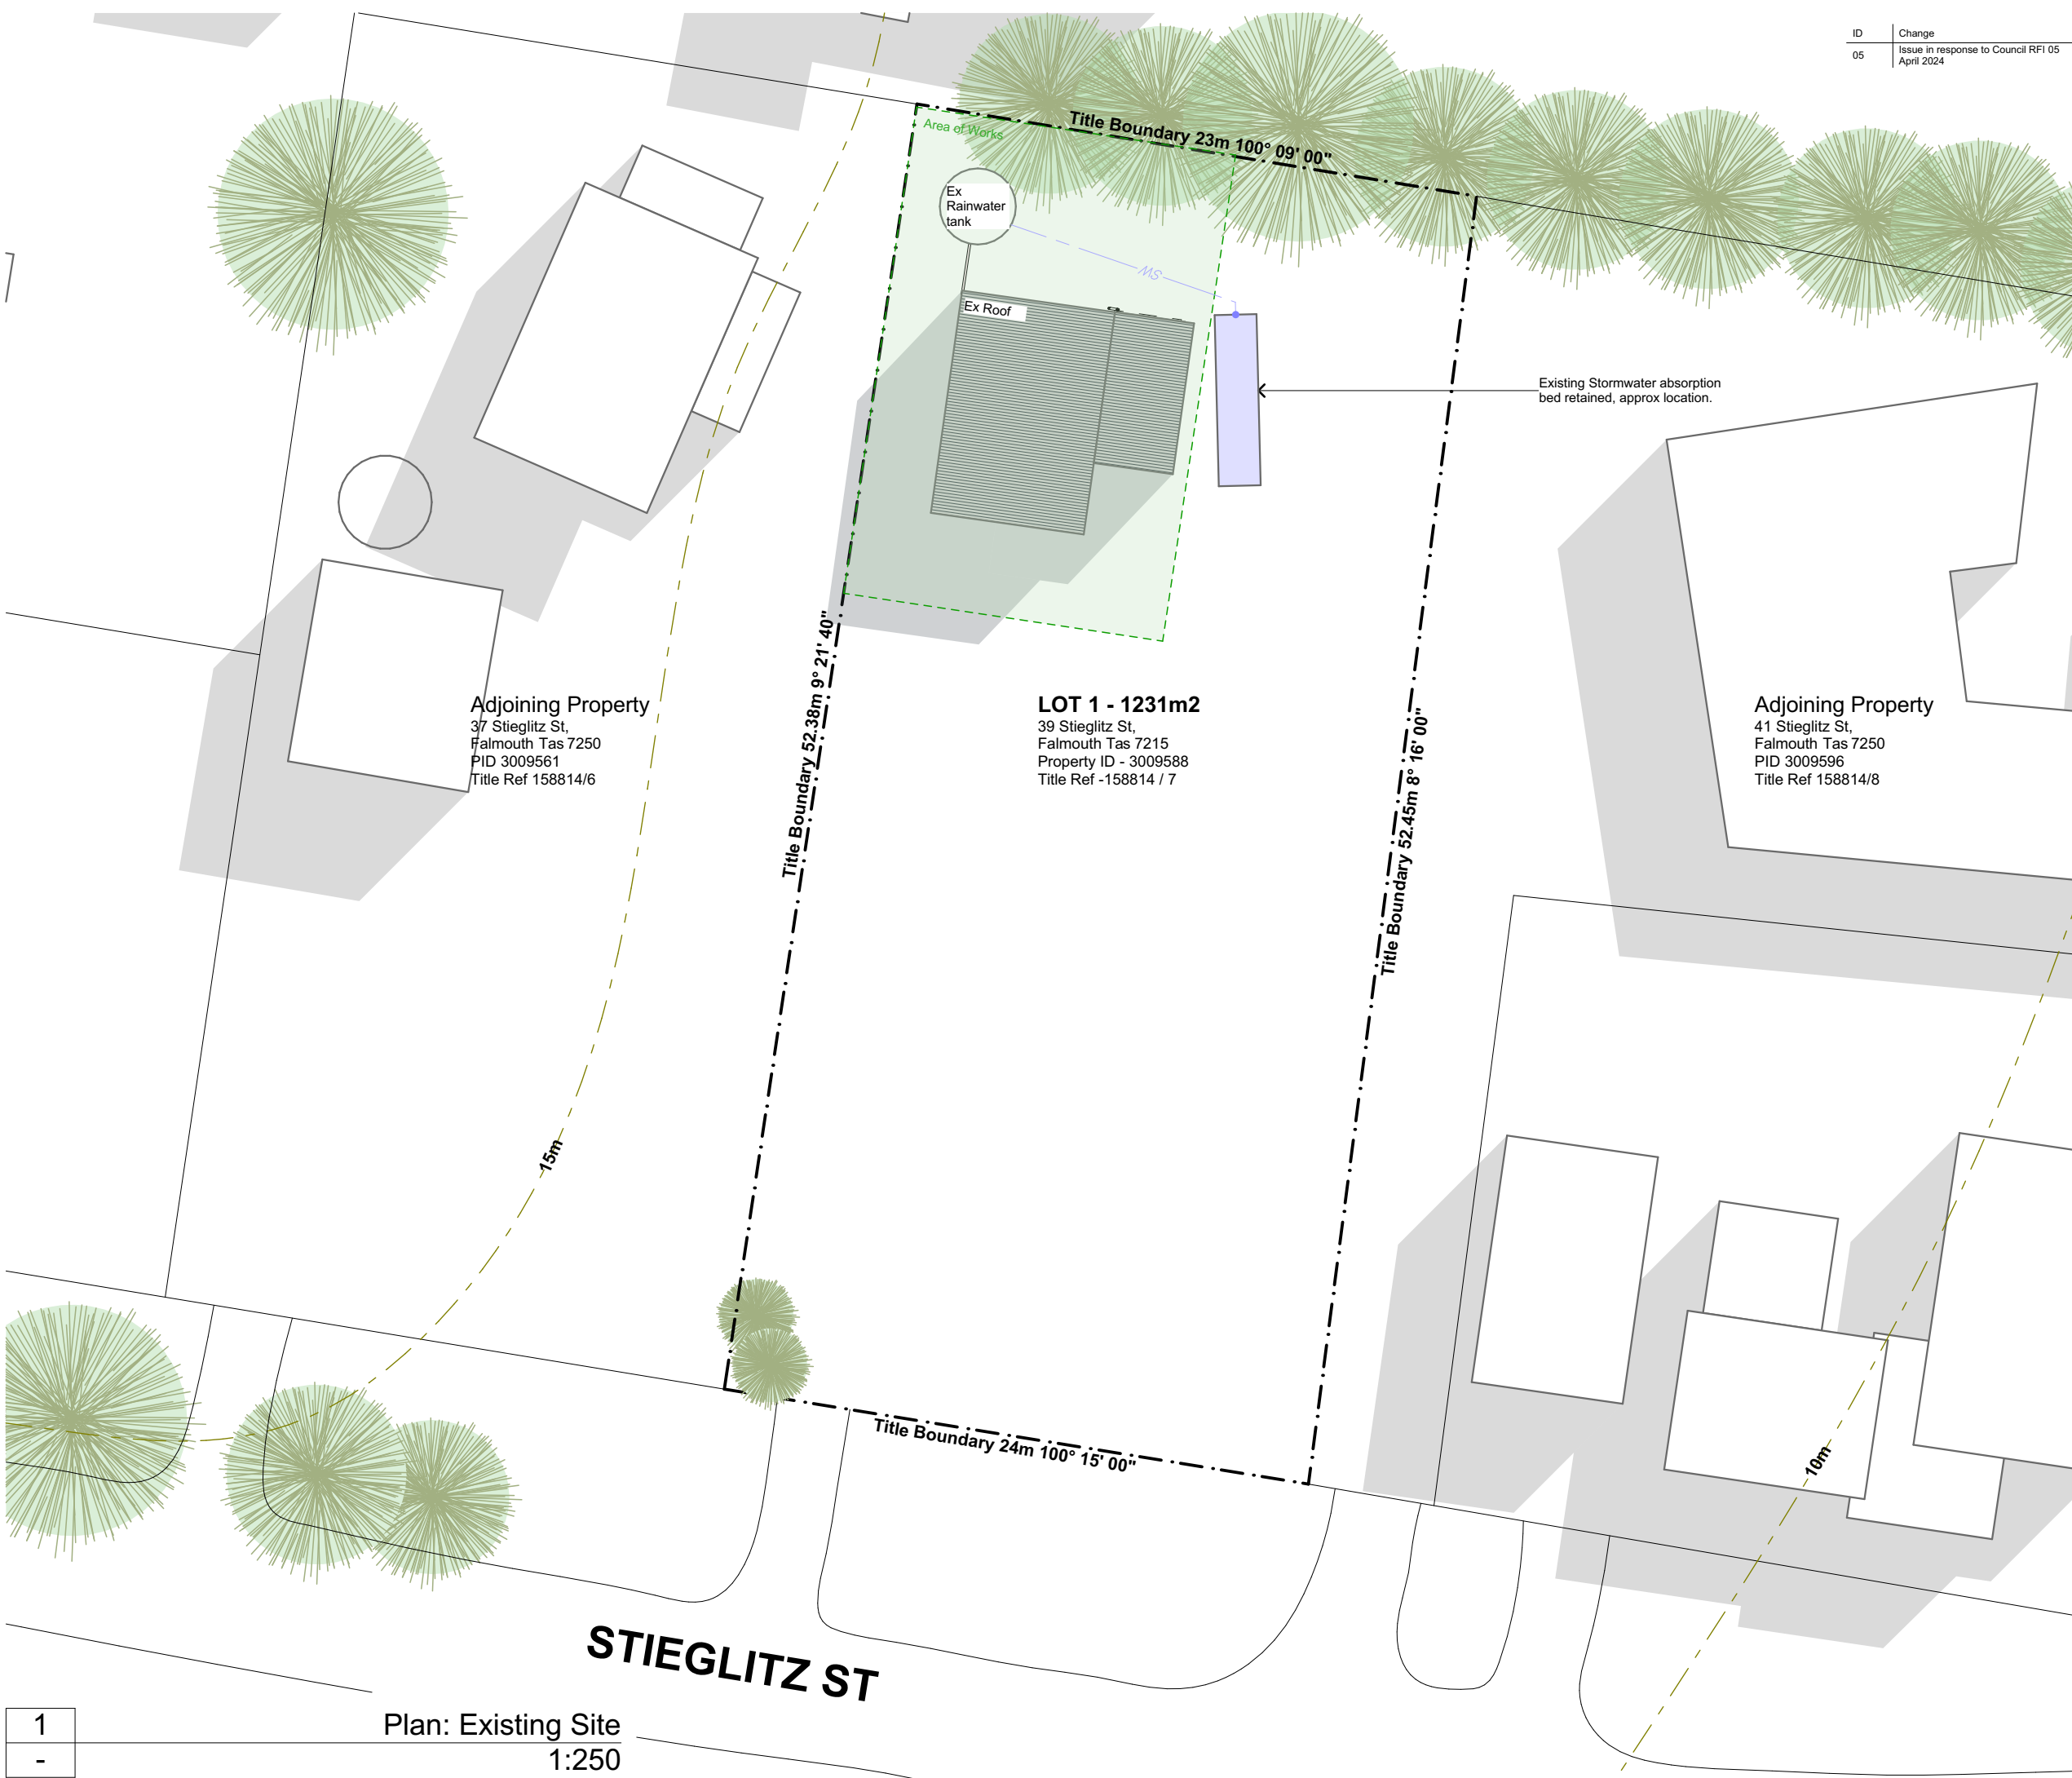 ID Change
05 Issue in response to Council RFI 05
April 2024
Title Boundary 23m 100° 09' 00"
Area of Works
Ex
Rainwater
tank
SW
Ex Roof
Existing Stormwater absorption
bed retained, approx location.
Title Boundary 52.38m 9° 21' 40"
Title Boundary 52.45m 8° 16' 00"
Adjoining Property
37 Stieglitz St,
Falmouth Tas 7250
PID 3009561
Title Ref 158814/6
LOT 1 - 1231m2
39 Stieglitz St,
Falmouth Tas 7215
Property ID - 3009588
Title Ref -158814 / 7
Adjoining Property
41 Stieglitz St,
Falmouth Tas 7250
PID 3009596
Title Ref 158814/8
15m
10m
Title Boundary 24m 100° 15' 00"
STIEGLITZ ST
1 Plan: Existing Site
- 1:250